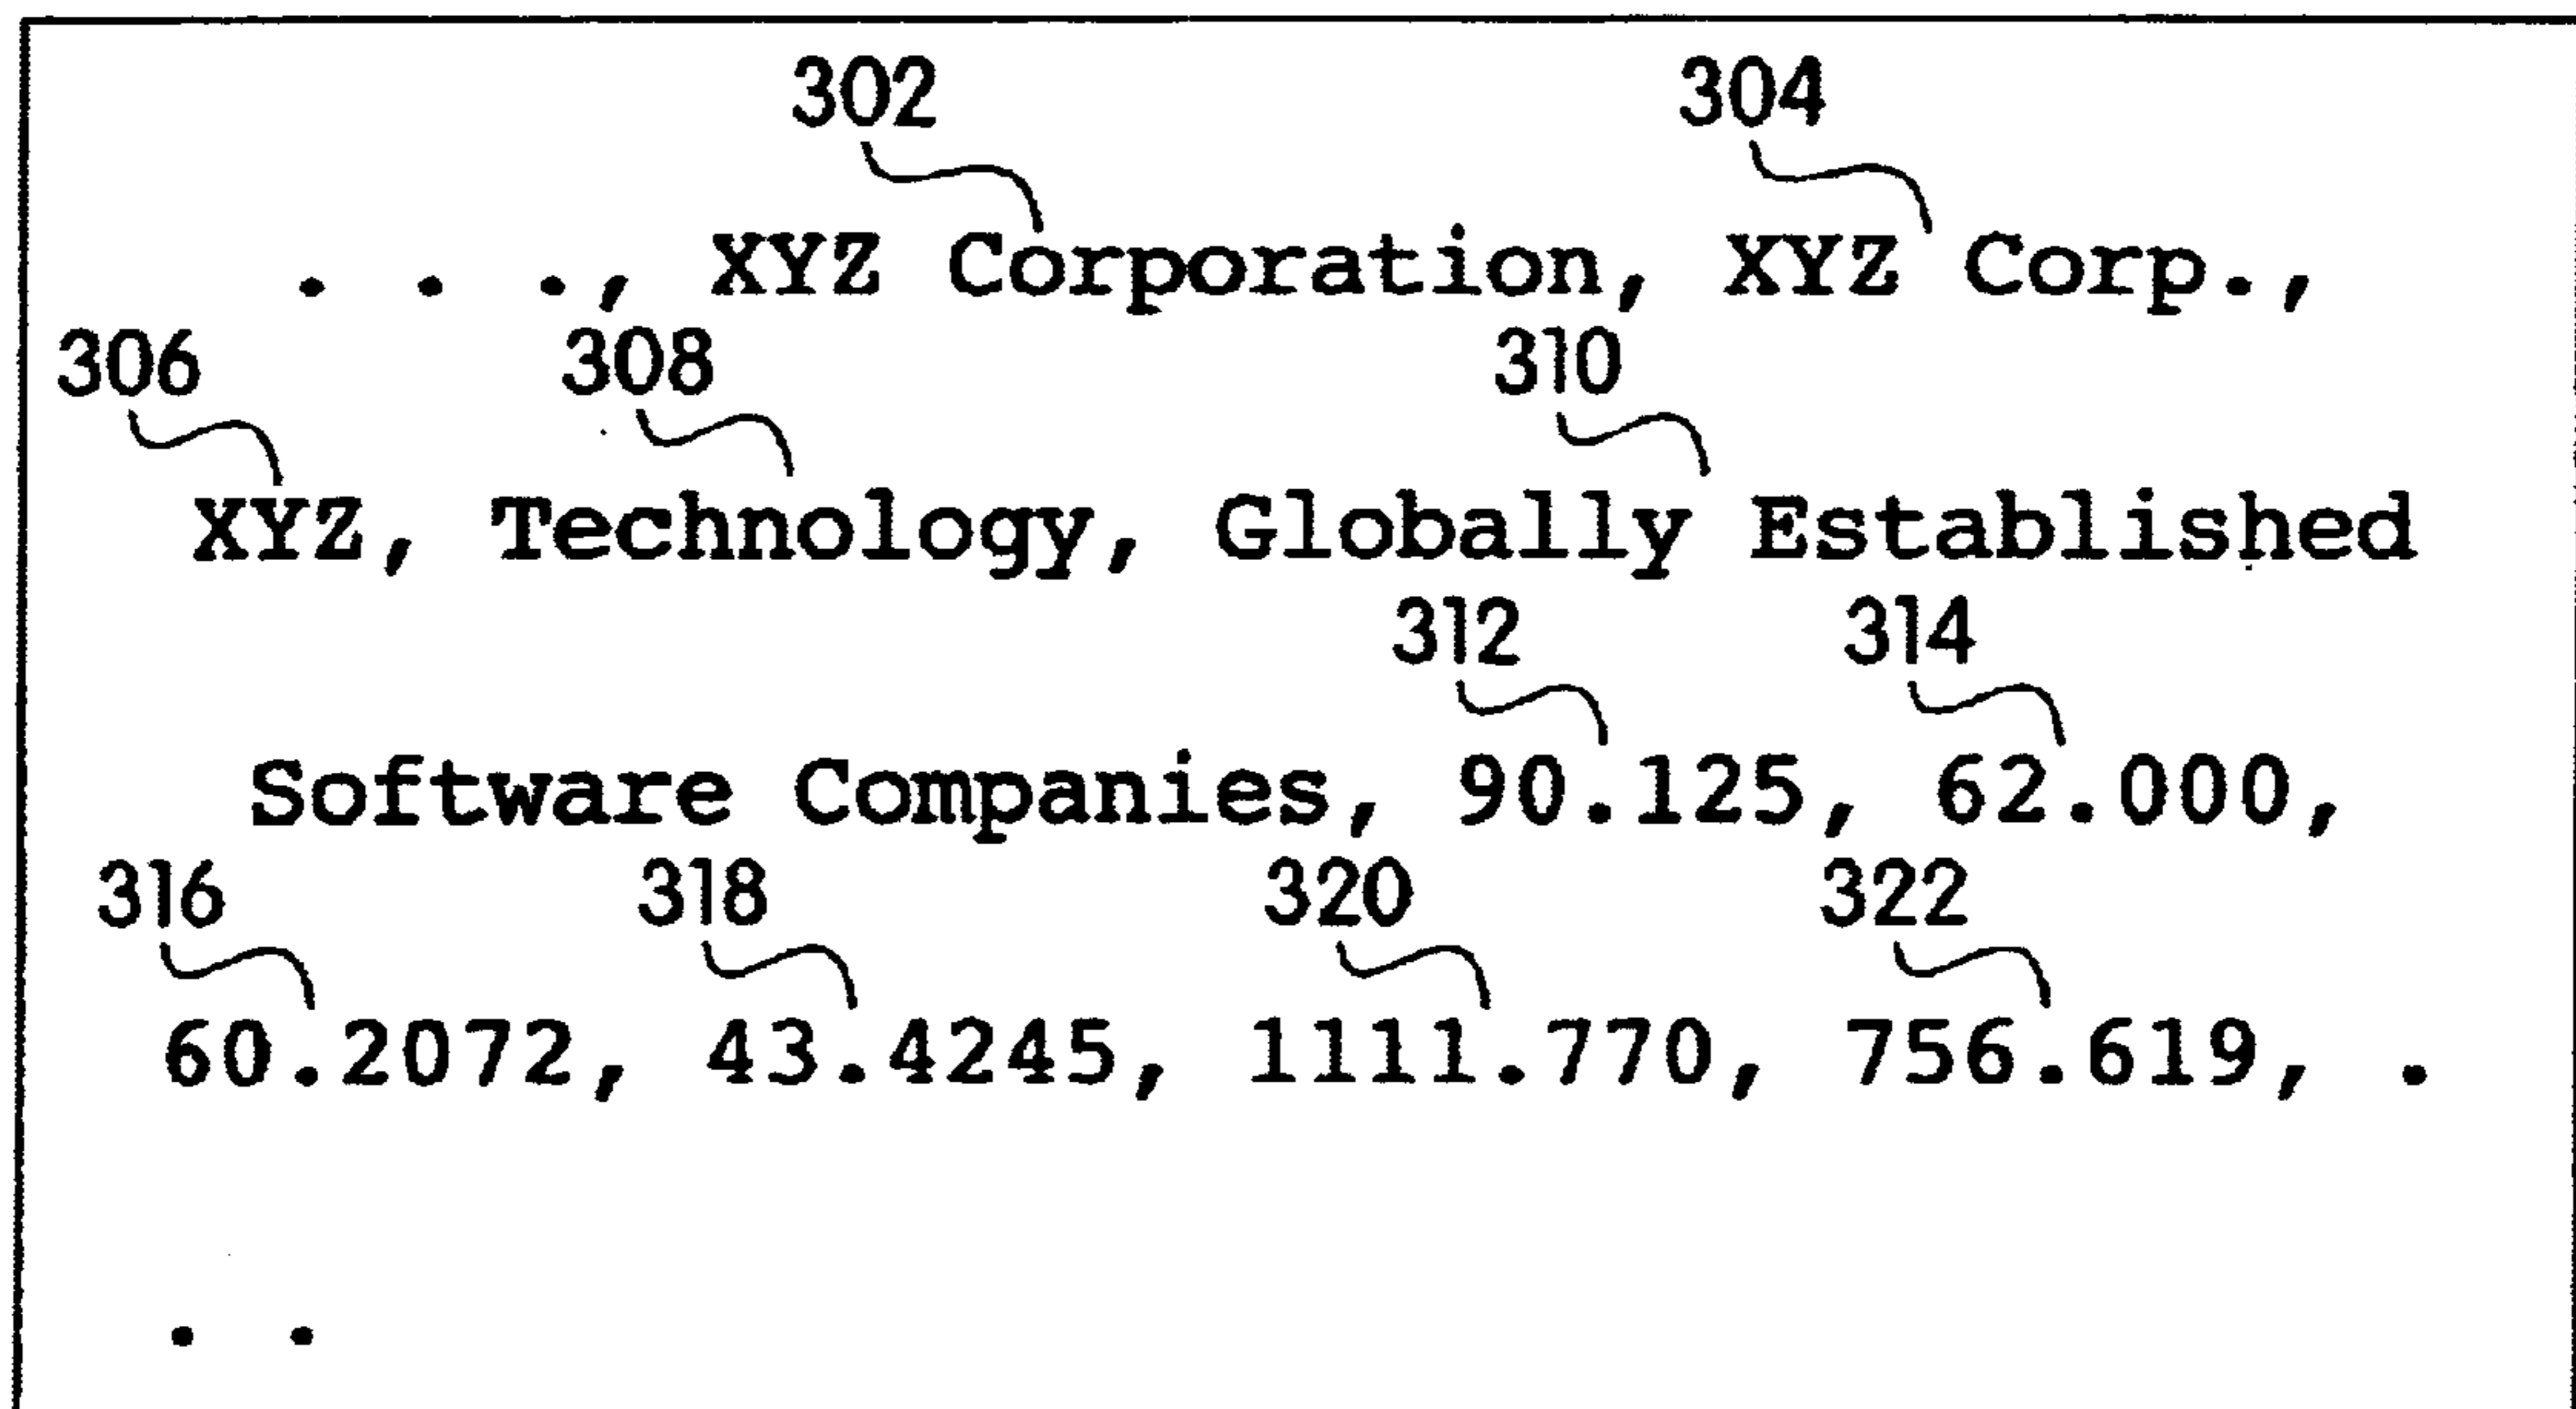 302 304
. . ., XYZ Corporation, XYZ Corp.,
306 308 310
XYZ, Technology, Globally Established
312 314
Software Companies, 90.125, 62.000,
316 318 320 322
60.2072, 43.4245, 1111.770, 756.619, .
. .